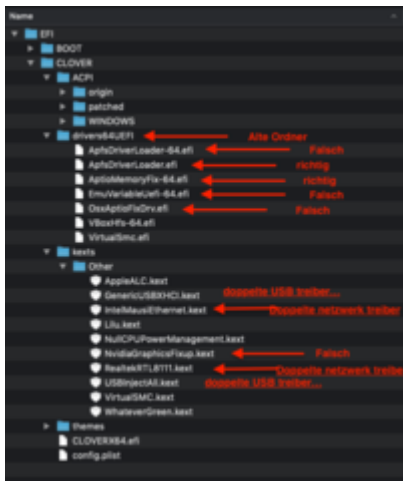 Name
EFI
BOOT
CLOVER
ACPI
origin
patched
WINDOWS
drivers64UEFI Alta Ordner
ApfsDriverLoader-64.efi Falsch
ApfsDriverLoader.efi richtig
AptioMemoryFix-64.efi richtig
EmuVariableUefi-64.efi Falsch
OsxAptioFixDrv.efi Falsch
VBoxHfs-64.efi
VirtualSmc.efi
kexts
Other
AppleALC.kext
GenericUSBXHCI.kext doppelte USB treiber...
IntelMausiEthernet.kext Doppelte netzwerk treiber
Lilu.kext
NullCPUPowerManagement.kext
NvidiaGraphicsFixup.kext Falsch
RealtekRTL8111.kext Doppelte netzwerk treiber
USBInjectAll.kext doppelte USB treiber...
VirtualSMC.kext
WhateverGreen.kext
themes
CLOVERX64.efi
config.plist